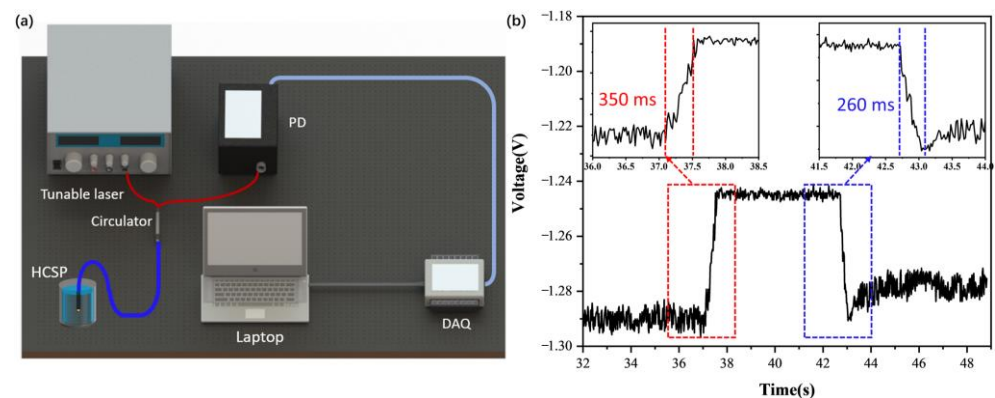 (a)
PD
Tunable laser
Circulator
HCSP
Laptop
DAQ
(b)
Voltage(V)
−1.18
−1.20
−1.22
−1.24
−1.26
−1.28
−1.30
32 34 36 38 40 42 44 46 48
Time(s)
350 ms
36.0 36.5 37.0 37.5 38.0 38.5
260 ms
41.5 42.0 42.5 43.0 43.5 44.0